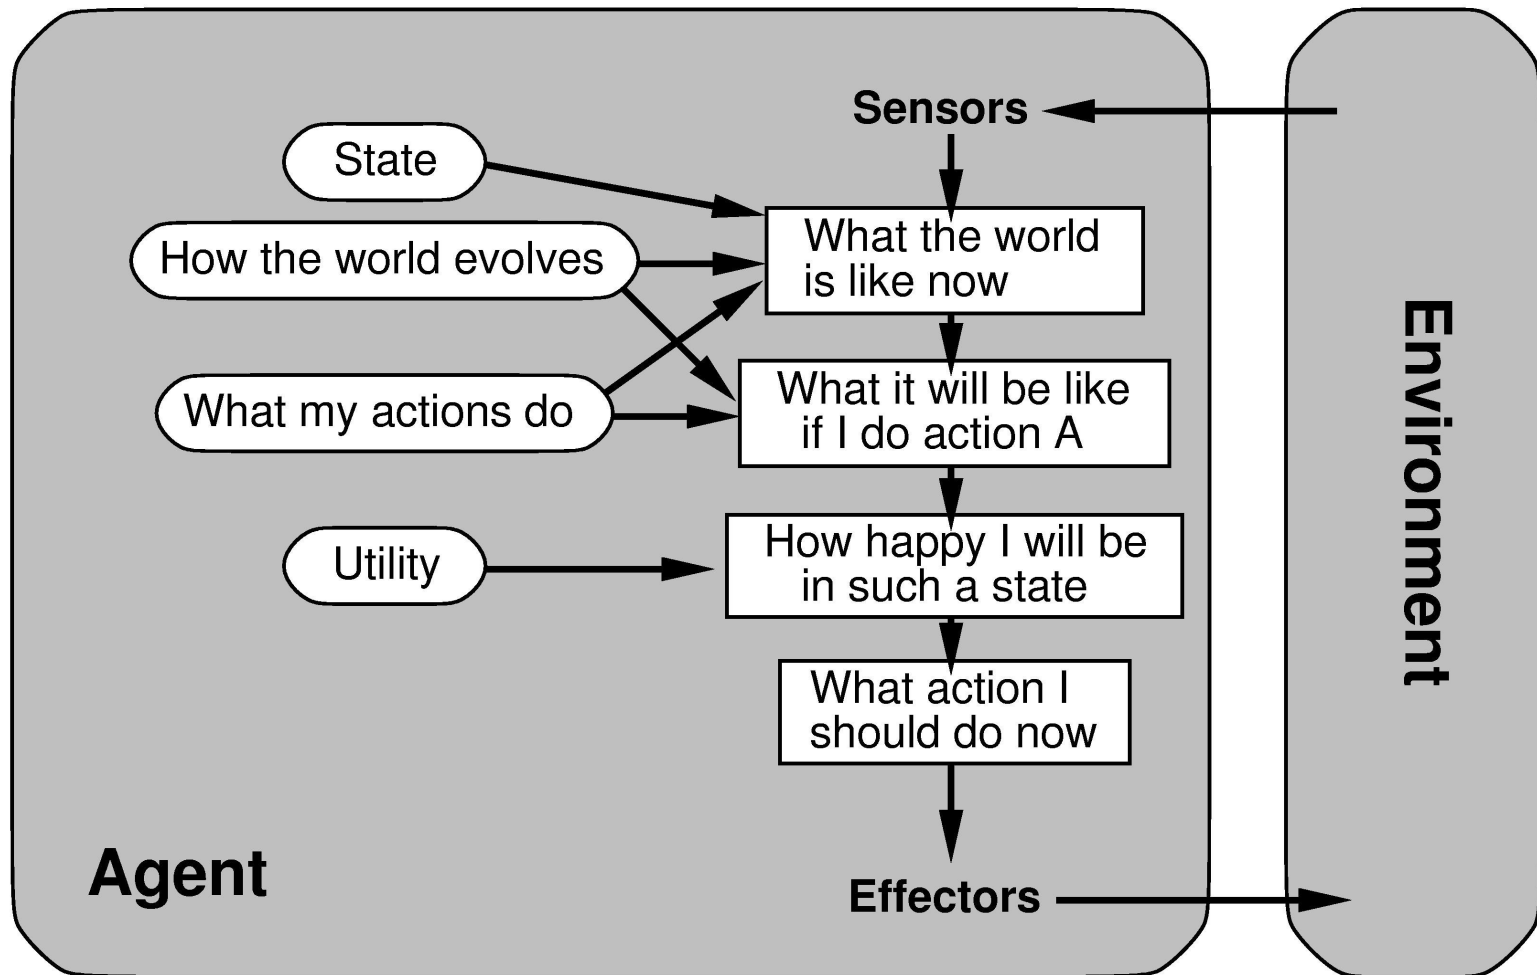 Sensors
State
What the world
is like now
How the world evolves
What it will be like
if I do action A
What my actions do
How happy I will be
in such a state
Utility
What action I
should do now
Effectors
Agent
Environment